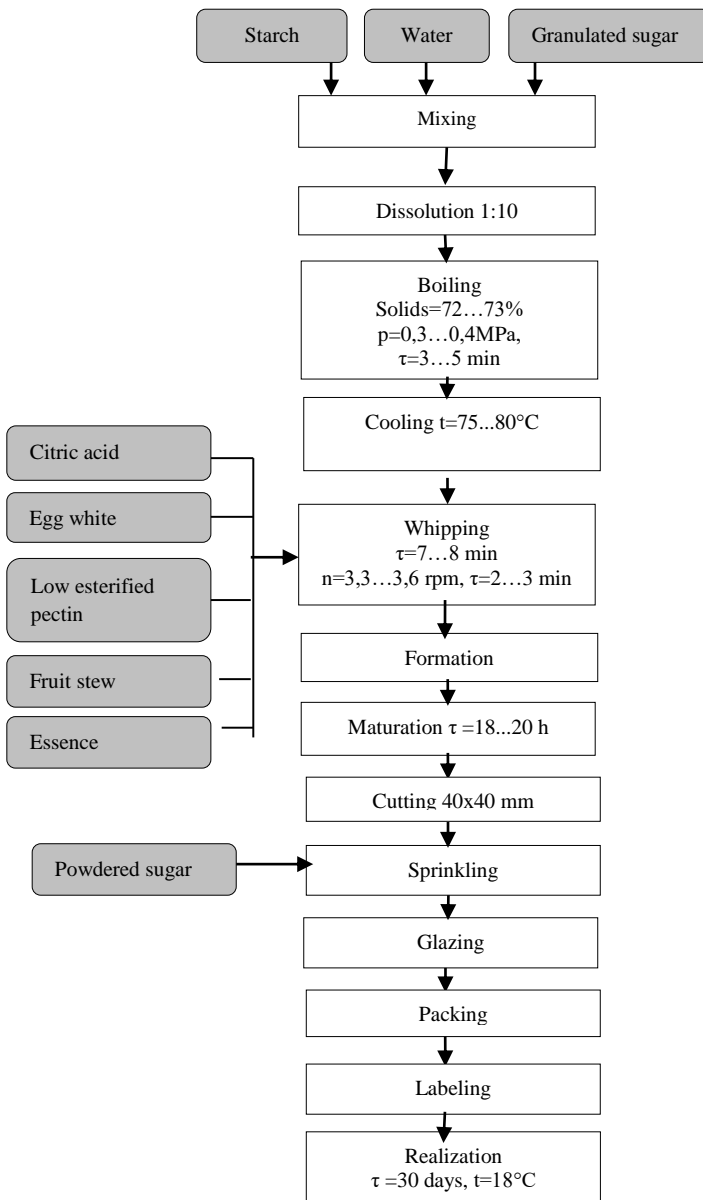 Starch
Water
Granulated sugar
Mixing
Dissolution 1:10
Boiling
Solids=72…73%
p=0,3…0,4MPa,
τ=3…5 min
Cooling t=75...80°C
Citric acid
Egg white
Low esterified
pectin
Fruit stew
Essence
Whipping
τ=7…8 min
n=3,3…3,6 rpm, τ=2…3 min
Formation
Maturation τ =18...20 h
Cutting 40x40 mm
Powdered sugar
Sprinkling
Glazing
Packing
Labeling
Realization
τ =30 days, t=18°C